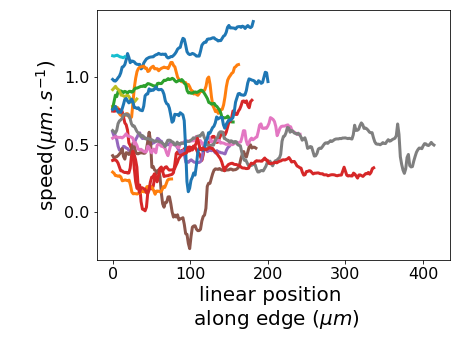 speed(μm.s⁻¹)
1.0
0.5
0.0
0 100 200 300 400
linear position
along edge (μm)